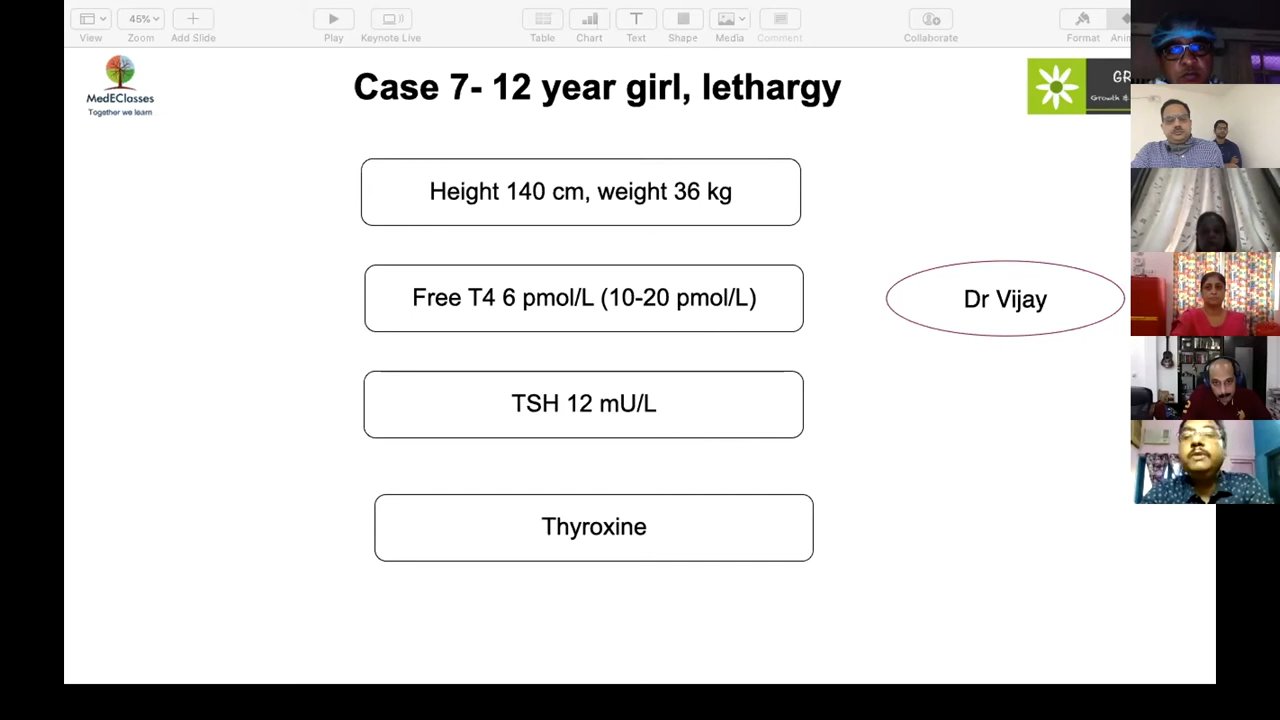 45%
View
Zoom
Add Slide
Play
Keynote Live
Table
Chart
Text
Shape
Media
Comment
Collaborate
Format
MedEClasses
Together we learn
Case 7- 12 year girl, lethargy
GR
Growth &
Height 140 cm, weight 36 kg
Free T4 6 pmol/L (10-20 pmol/L)
Dr Vijay
TSH 12 mU/L
Thyroxine